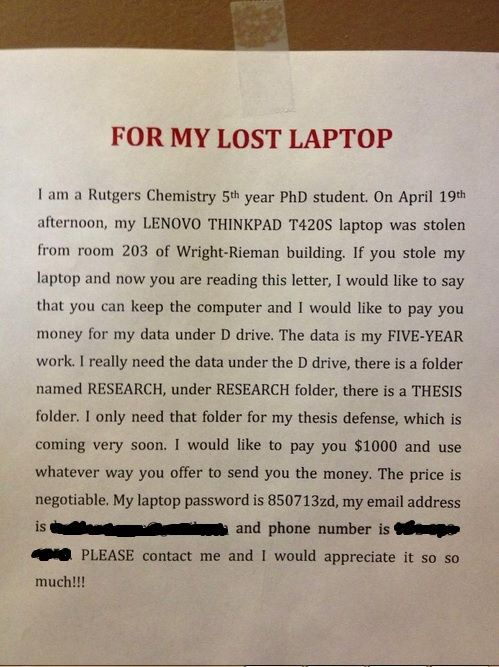 FOR MY LOST LAPTOP
I am a Rutgers Chemistry 5th year PhD student. On April 19th
afternoon, my LENOVO THINKPAD T420S laptop was stolen
from room 203 of Wright-Rieman building. If you stole my
laptop and now you are reading this letter, I would like to say
that you can keep the computer and I would like to pay you
money for my data under D drive. The data is my FIVE-YEAR
work. I really need the data under the D drive, there is a folder
named RESEARCH, under RESEARCH folder, there is a THESIS
folder. I only need that folder for my thesis defense, which is
coming very soon. I would like to pay you $1000 and use
whatever way you offer to send you the money. The price is
negotiable. My laptop password is 850713zd, my email address
is and phone number is
PLEASE contact me and I would appreciate it so so
much!!!